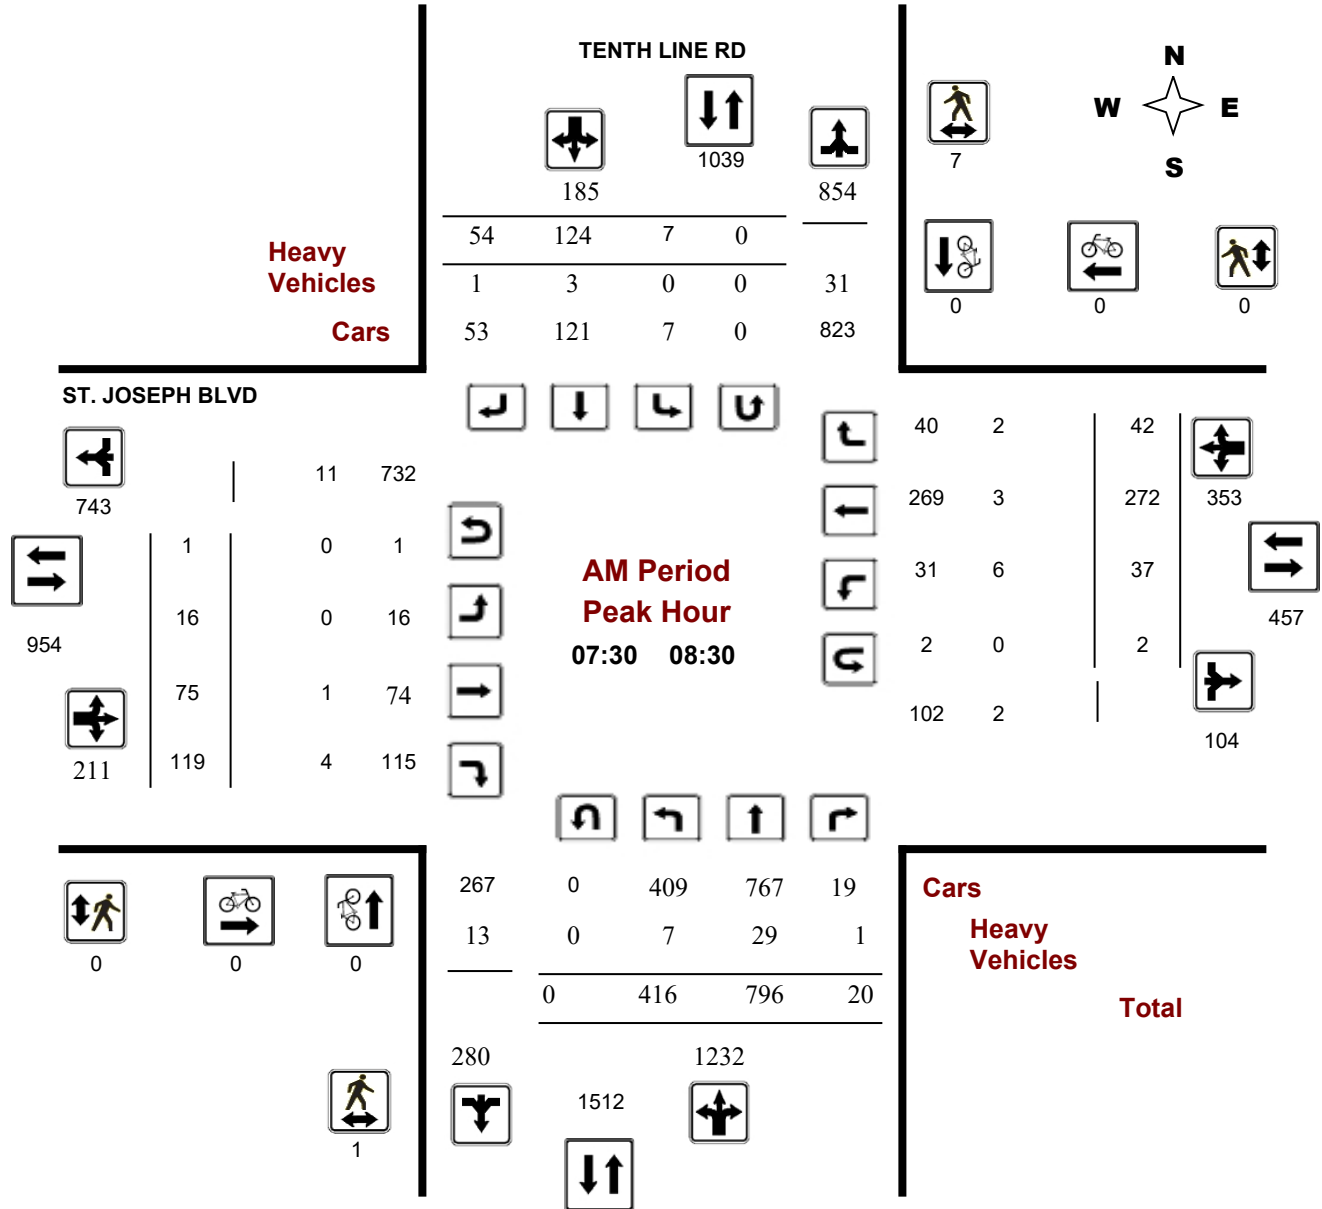 TENTH LINE RD
N
W E
S
1039
7
185 854
54 124 7 0
Heavy
Vehicles
1 3 0 0 31
0 0 0
Cars
53 121 7 0 823
ST. JOSEPH BLVD
40 2 42
11 732
743
269 3 272 353
1 0 1
AM Period
31 6 37
Peak Hour
16 0 16
457
954
07:30 08:30
2 0 2
75 1 74
102 2
104
211 119 4 115
267 0 409 767 19
Cars
13 0 7 29 1
Heavy
Vehicles
0 0 0
0 416 796 20
Total
280 1232
1512
1